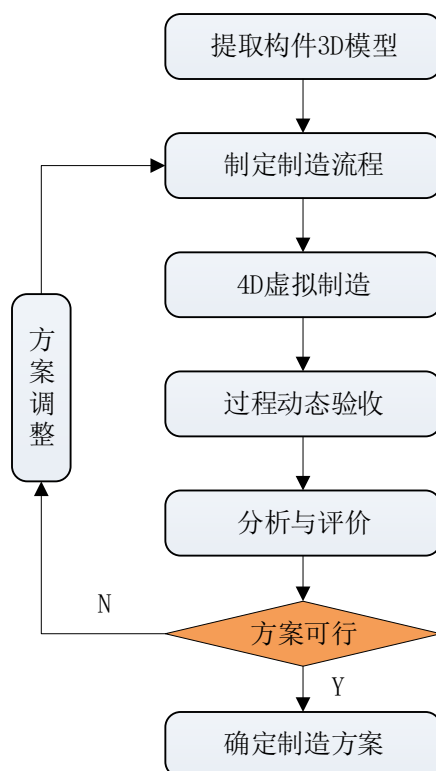 提取构件3D模型
制定制造流程
4D虚拟制造
方案调整
过程动态验收
分析与评价
N
方案可行
Y
确定制造方案